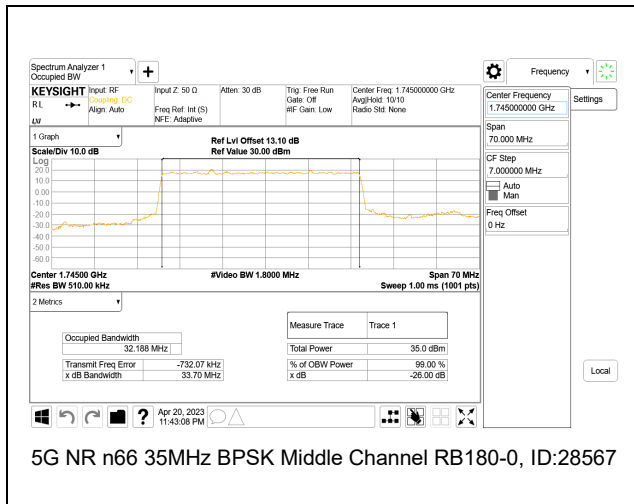 Spectrum Analyzer 1
Occupied BW
+
Frequency
KEYSIGHT Input: RF Input Z: 50 Ω Atten: 30 dB Trig: Free Run Center Freq: 1.745000000 GHz
RL Coupling: DC Gate: Off Avg|Hold: 10/10
Align: Auto Freq Ref: Int (S) #IF Gain: Low Radio Std: None
LXI NFE: Adaptive
Center Frequency
1.745000000 GHz
Settings
Span
70.000 MHz
CF Step
7.000000 MHz
Auto
Man
Freq Offset
0 Hz
1 Graph
Ref Lvl Offset 13.10 dB
Scale/Div 10.0 dB Ref Value 30.00 dBm
Log
20.0
10.0
0.00
-10.0
-20.0
-30.0
-40.0
-50.0
-60.0
Center 1.74500 GHz #Video BW 1.8000 MHz Span 70 MHz
#Res BW 510.00 kHz Sweep 1.00 ms (1001 pts)
2 Metrics
Measure Trace Trace 1
Occupied Bandwidth
32.188 MHz Total Power 35.0 dBm
Transmit Freq Error -732.07 kHz % of OBW Power 99.00 %
x dB Bandwidth 33.70 MHz x dB -26.00 dB
Local
? Apr 20, 2023
11:43:08 PM
5G NR n66 35MHz BPSK Middle Channel RB180-0, ID:28567